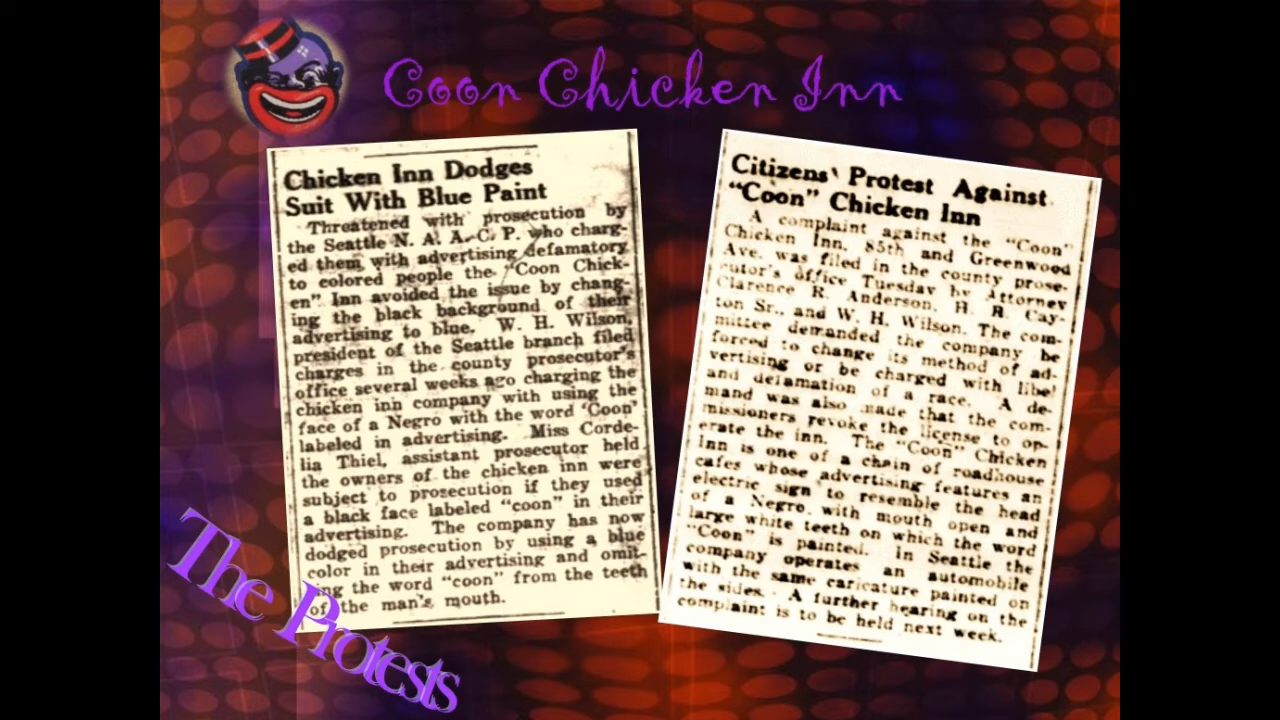 Coon Chicken Inn
Chicken Inn Dodges
Suit With Blue Paint
Threatened with prosecution by
the Seattle N. A. A. C. P. who charg-
ed them with advertising defamatory
to colored people the "Coon Chick-
en" Inn avoided the issue by chang-
ing the black background of their
advertising to blue. W. H. Wilson,
president of the Seattle branch filed
charges in the county prosecutor's
office several weeks ago charging the
chicken inn company with using the
face of a Negro with the word 'Coon'
labeled in advertising. Miss Corde-
lia Thiel, assistant prosecutor held
the owners of the chicken inn were
subject to prosecution if they used
a black face labeled "coon" in their
advertising. The company has now
dodged prosecution by using a blue
color in their advertising and omit-
ing the word "coon" from the teeth
of the man's mouth.
Citizens' Protest Against
"Coon" Chicken Inn
A complaint against the "Coon"
Chicken Inn, 85th and Greenwood
Ave. was filed in the county prose-
cutor's office Tuesday by Attorney
Clarence R. Anderson, H. R. Cay-
ton Sr., and W. H. Wilson. The com-
mittee demanded the company be
forced to change its method of ad-
vertising or be charged with libel
and defamation of a race. A de-
mand was also made that the com-
missioners revoke the license to op-
erate the inn. The "Coon" Chicken
Inn is one of a chain of roadhouse
cafes whose advertising features an
electric sign to resemble the head
of a Negro with mouth open and
large white teeth on which the word
"Coon" is painted. In Seattle the
company operates an automobile
with the same caricature painted on
the sides. A further hearing on the
complaint is to be held next week.
The Protests